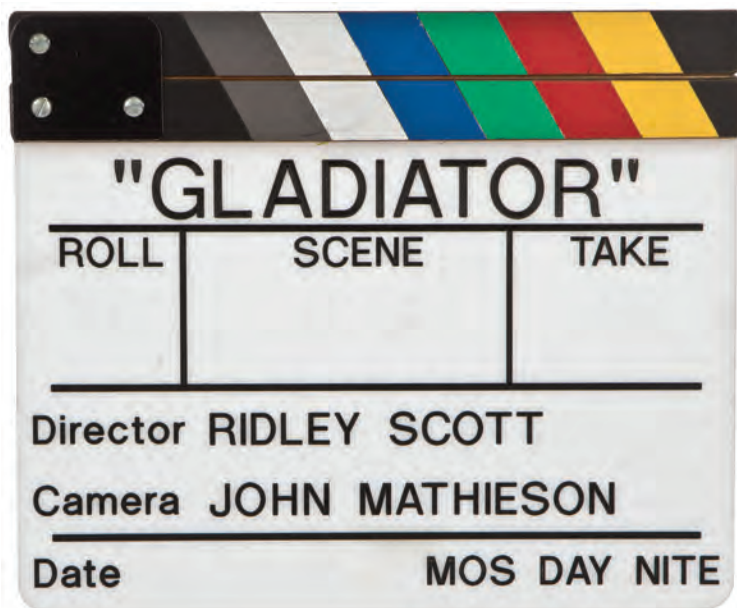 "GLADIATOR"
ROLL SCENE TAKE
Director RIDLEY SCOTT
Camera JOHN MATHIESON
Date MOS DAY NITE